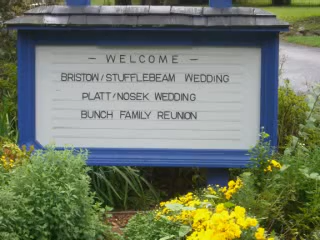 – WELCOME –
BRISTOW/STUFFLEBEAM WEDDING
PLATT/NOSEK WEDDING
BUNCH FAMILY REUNION